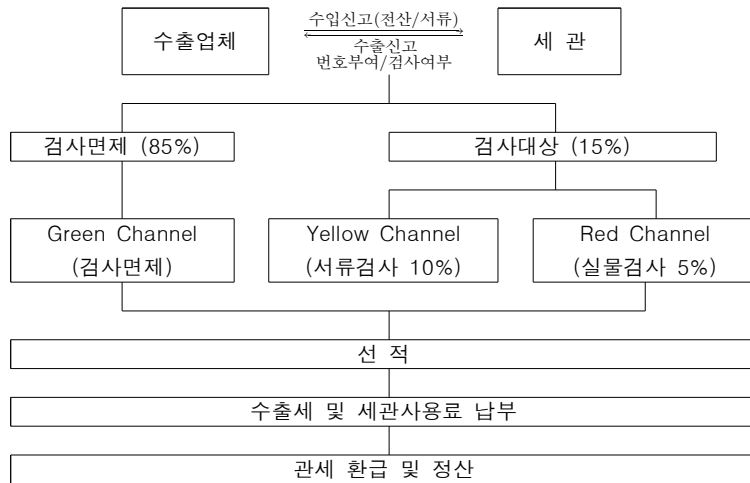 수출업체
수입신고(전산/서류)
수출신고
번호부여/검사여부
세 관
검사면제 (85%)
검사대상 (15%)
Green Channel
(검사면제)
Yellow Channel
(서류검사 10%)
Red Channel
(실물검사 5%)
선 적
수출세 및 세관사용료 납부
관세 환급 및 정산